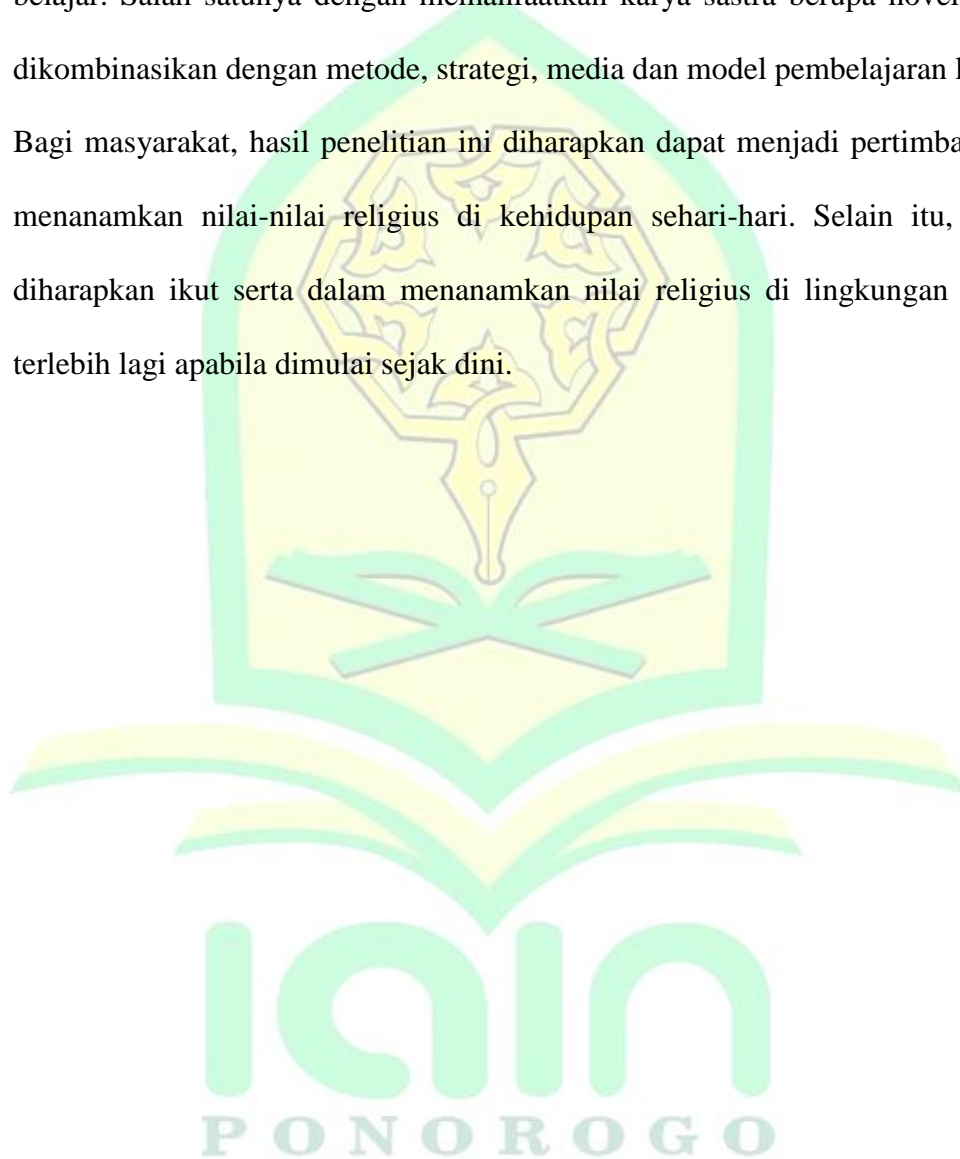 belajar. Salah satunya dengan memanfaatkan karya sastra berupa novel
dikombinasikan dengan metode, strategi, media dan model pembelajaran
Bagi masyarakat, hasil penelitian ini diharapkan dapat menjadi
menanamkan nilai-nilai religius di kehidupan sehari-hari. Selain itu,
diharapkan ikut serta dalam menanamkan nilai religius di lingkungan
terlebih lagi apabila dimulai sejak dini.
iain
PONOROGO